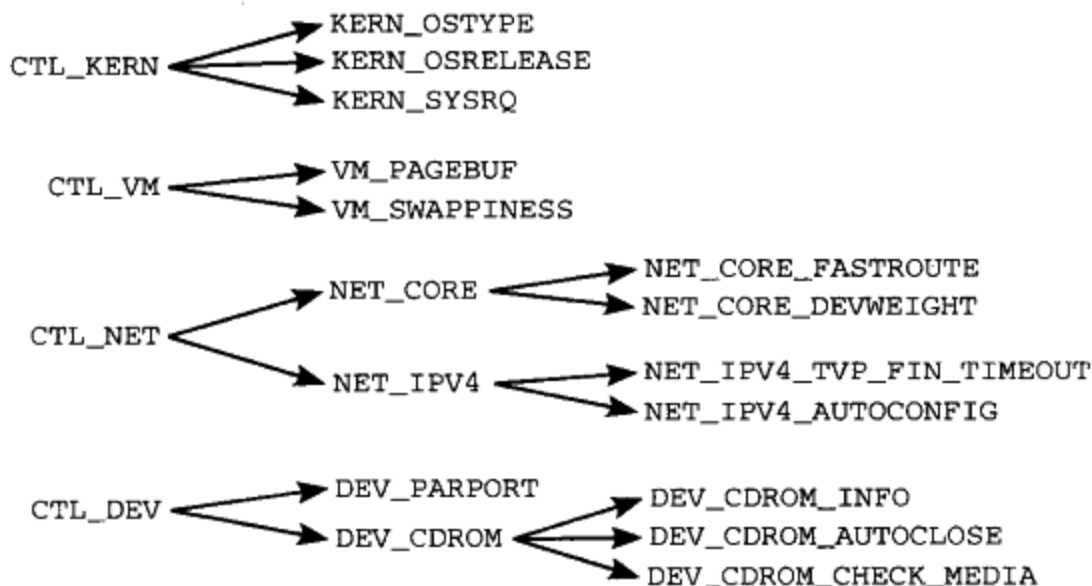 CTL_KERN
KERN_OSTYPE
KERN_OSRELEASE
KERN_SYSRQ
CTL_VM
VM_PAGEBUF
VM_SWAPPINESS
CTL_NET
NET_CORE
NET_CORE_FASTROUTE
NET_CORE_DEVWEIGHT
NET_IPV4
NET_IPV4_TVP_FIN_TIMEOUT
NET_IPV4_AUTOCONFIG
CTL_DEV
DEV_PARPORT
DEV_CDROM
DEV_CDROM_INFO
DEV_CDROM_AUTOCLOSE
DEV_CDROM_CHECK_MEDIA